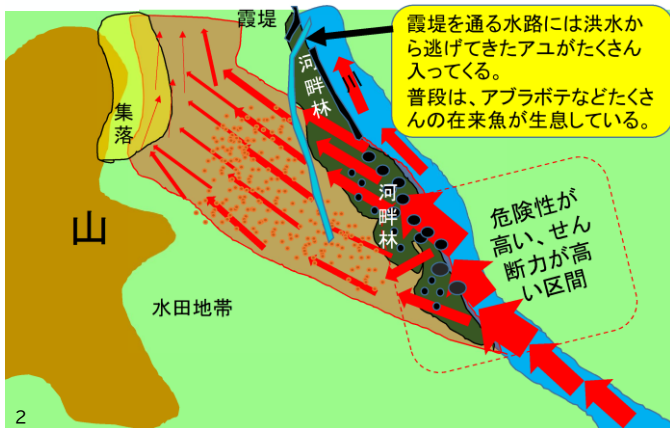 霞堤
霞堤を通る水路には洪水
から逃げてきたアユがたくさん
入ってくる。
普段は、アブラボテなどたくさ
んの在来魚が生息している。
河畔林
川
集落
河畔林
山
危険性が
高い、せん
断力が高
い区間
水田地帯
2